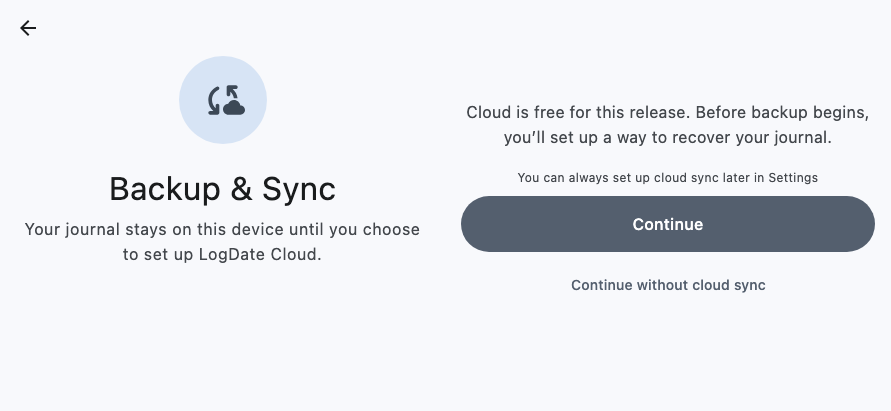 Backup & Sync
Your journal stays on this device until you choose
to set up LogDate Cloud.
Cloud is free for this release. Before backup begins,
you’ll set up a way to recover your journal.
You can always set up cloud sync later in Settings
Continue
Continue without cloud sync